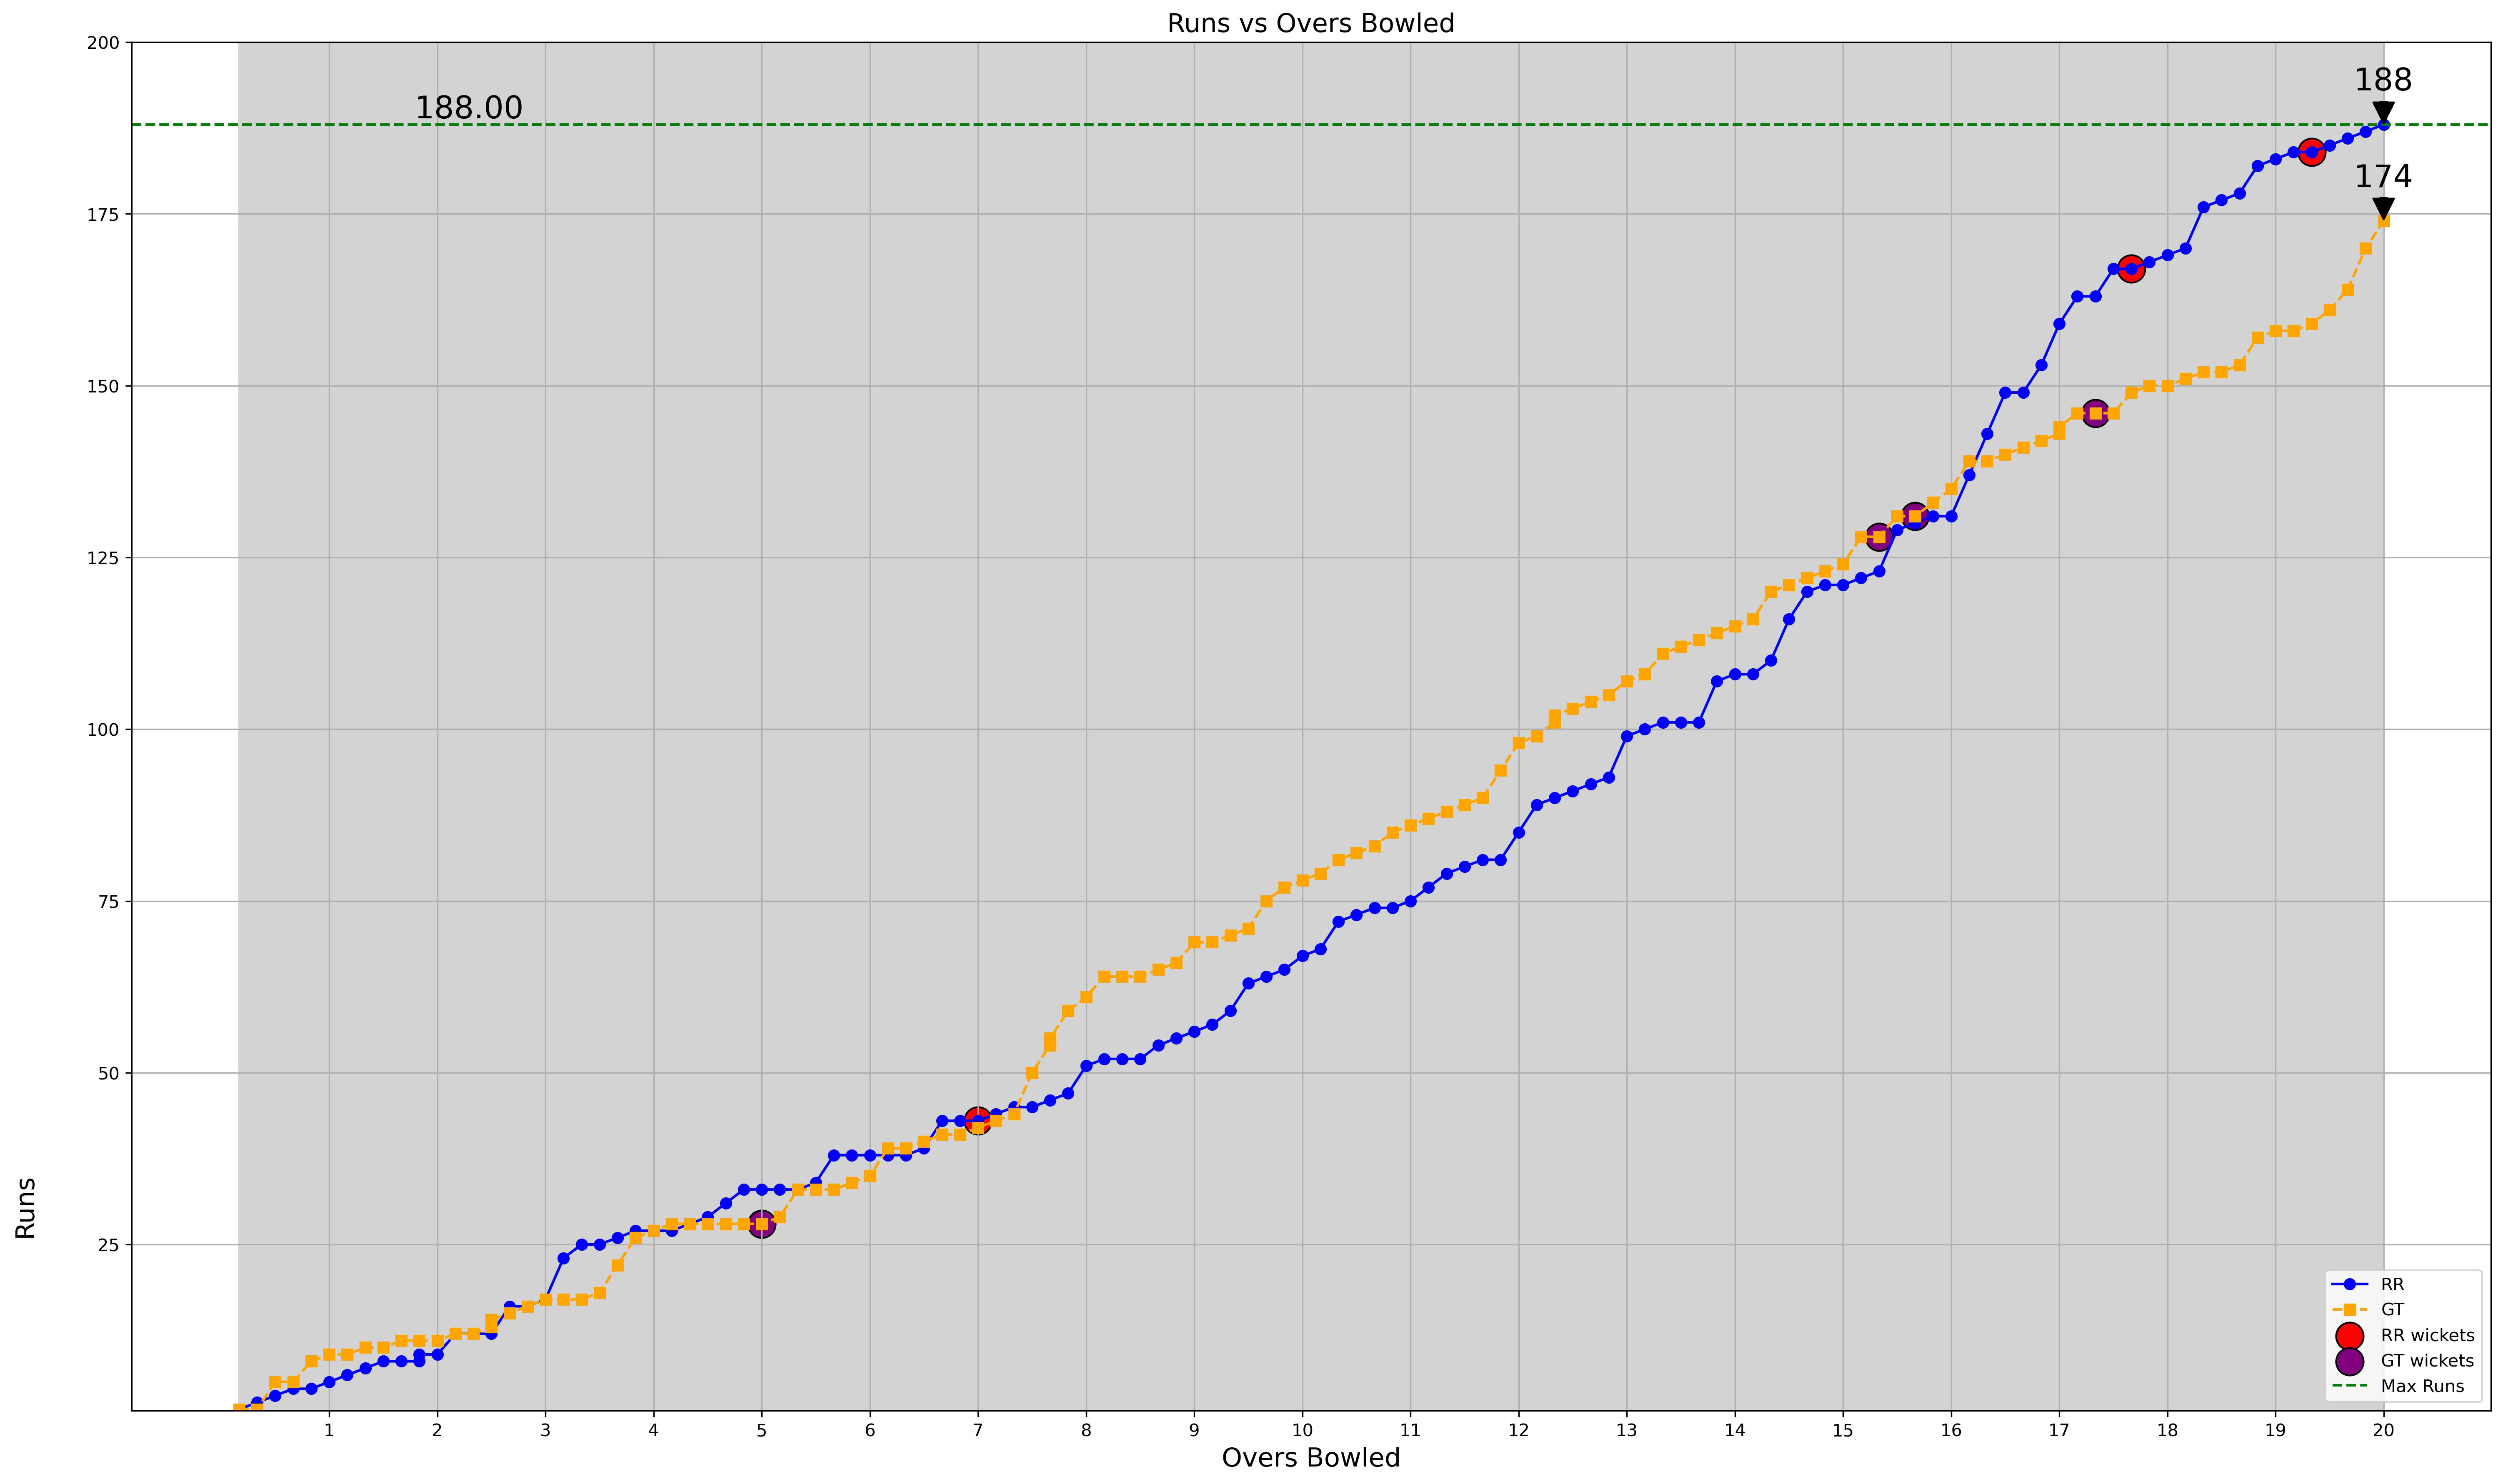 Runs vs Overs Bowled
200
175
150
125
100
75
50
25
188.00
188
174
Runs
RR
GT
RR wickets
GT wickets
Max Runs
1 2 3 4 5 6 7 8 9 10 11 12 13 14 15 16 17 18 19 20
Overs Bowled